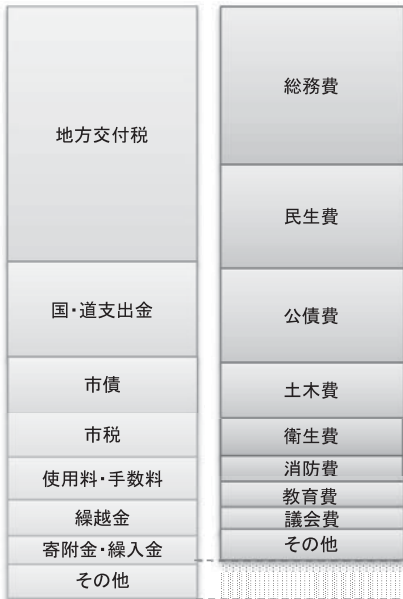 地方交付税
国・道支出金
市債
市税
使用料・手数料
繰越金
寄附金・繰入金
その他
総務費
民生費
公債費
土木費
衛生費
消防費
教育費
議会費
その他